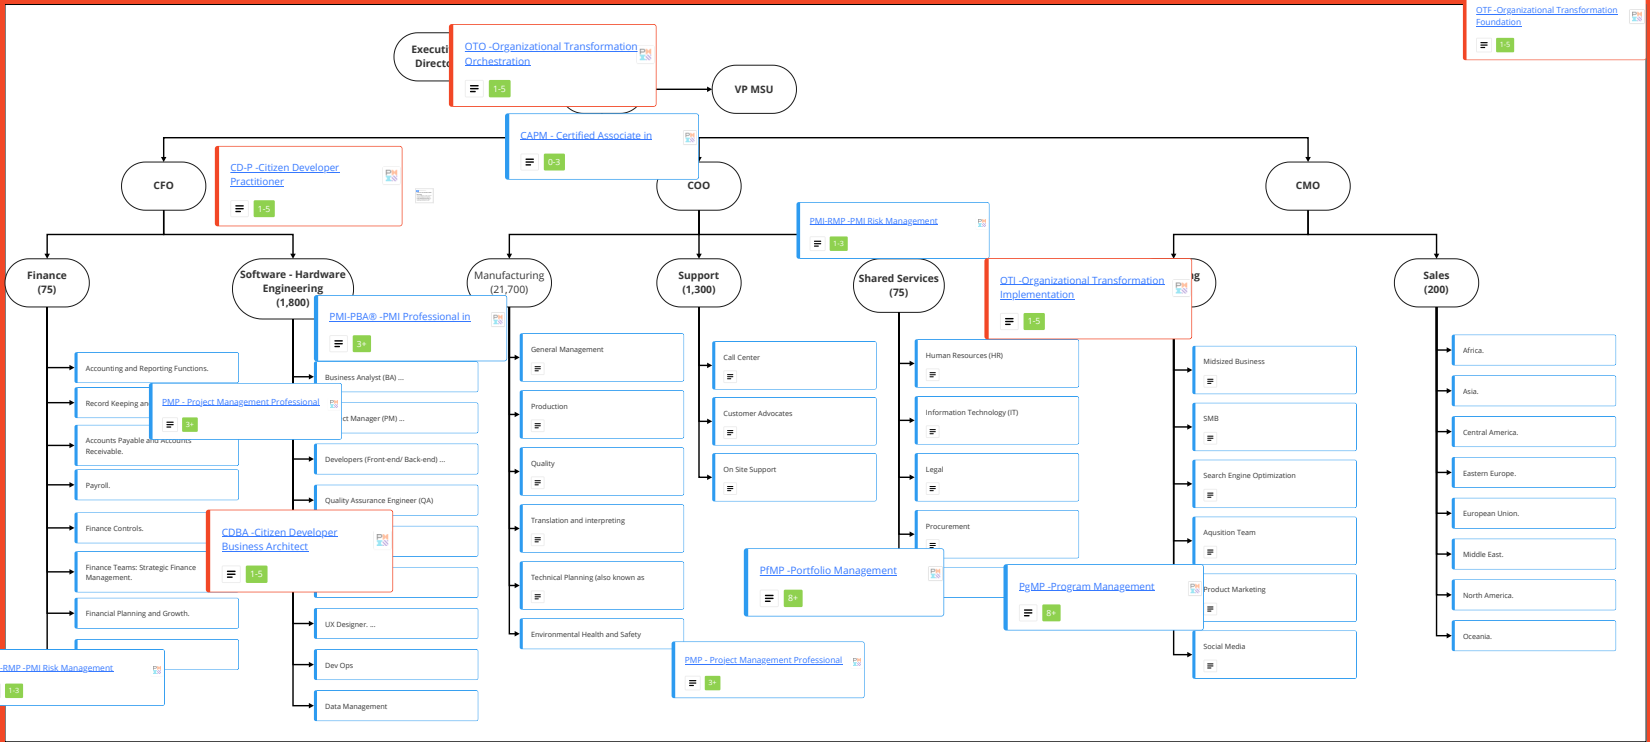 OTF -Organizational Transformation
Foundation
1-5
OTO -Organizational Transformation
Orchestration
1-5
VP MSU
CAPM - Certified Associate in
0-3
CD-P -Citizen Developer
Practitioner
1-5
CFO
COO
CMO
PMI-RMP -PMI Risk Management
1-3
Finance
(75)
Software - Hardware
Engineering
(1,800)
Manufacturing
(21,700)
Support
(1,300)
Shared Services
(75)
OTI -Organizational Transformation
Implementation
1-5
Sales
(200)
PMI-PBA® -PMI Professional in
3+
Accounting and Reporting Functions.
Record Keeping
PMP - Project Management Professional
3+
Accounts Payable and Accounts
Receivable.
Payroll.
Finance Controls.
Finance Teams: Strategic Finance
Management.
Financial Planning and Growth.
-RMP -PMI Risk Management
1-3
Business Analyst (BA) ...
Manager (PM) ...
Developers (Front-end/ Back-end) ...
Quality Assurance Engineer (QA)
CDBA -Citizen Developer
Business Architect
1-5
UX Designer. ...
Dev Ops
Data Management
General Management
Production
Quality
Translation and interpreting
Technical Planning (also known as
Environmental Health and Safety
PMP - Project Management Professional
3+
Call Center
Customer Advocates
On Site Support
Human Resources (HR)
Information Technology (IT)
Legal
Procurement
PfMP -Portfolio Management
8+
PgMP -Program Management
8+
Midsized Business
SMB
Search Engine Optimization
Aqusition Team
Product Marketing
Social Media
Africa.
Asia.
Central America.
Eastern Europe.
European Union.
Middle East.
North America.
Oceania.